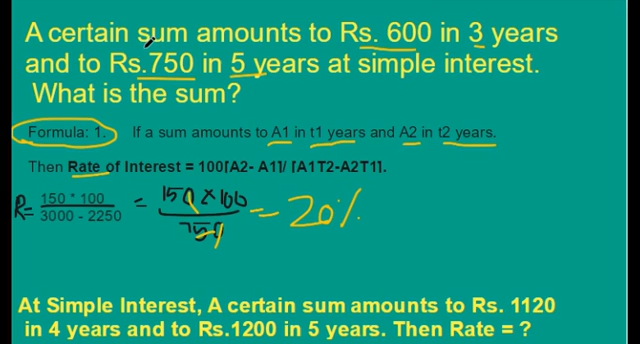 A certain sum amounts to Rs. 600 in 3 years
and to Rs.750 in 5 years at simple interest.
What is the sum?
Formula: 1. If a sum amounts to A1 in t1 years and A2 in t2 years.
Then Rate of Interest = 100[A2- A1]/ [A1T2-A2T1].
R= 150 * 100 / 3000 - 2250 = 150 x 100 / 750 = 20%
At Simple Interest, A certain sum amounts to Rs. 1120
in 4 years and to Rs.1200 in 5 years. Then Rate = ?